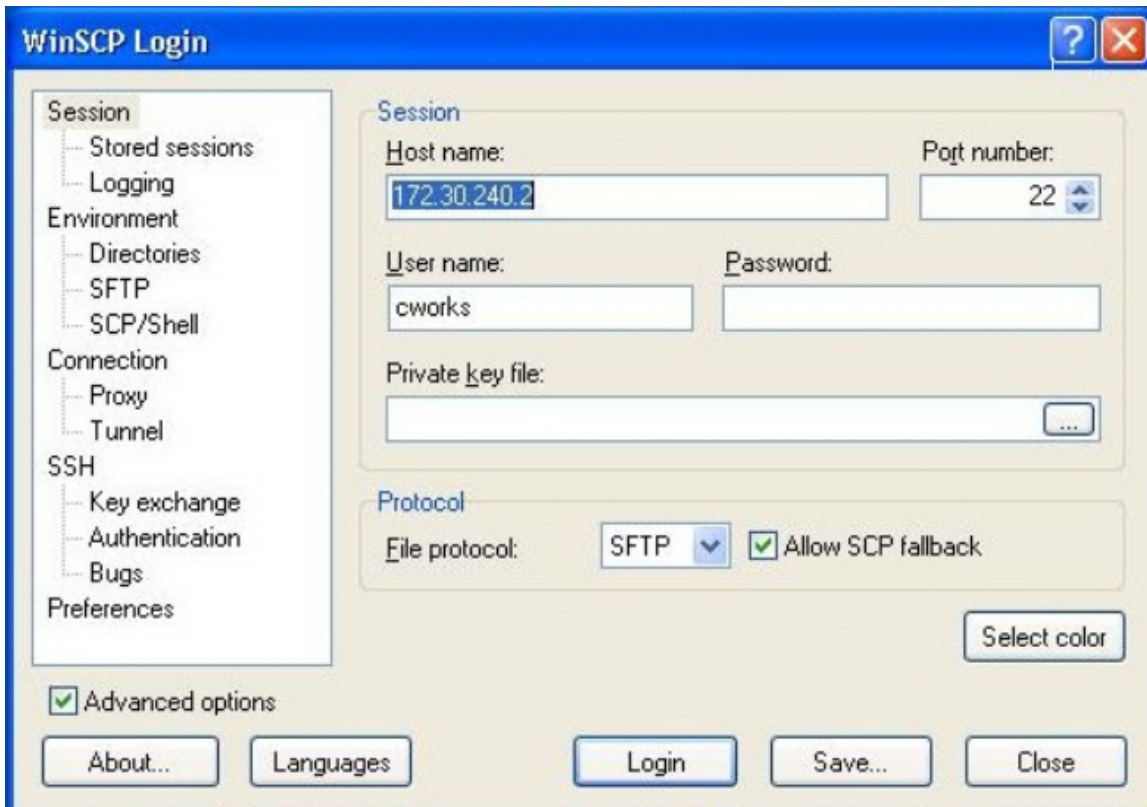 WinSCP Login
?
Session
Stored sessions
Logging
Environment
Directories
SFTP
SCP/Shell
Connection
Proxy
Tunnel
SSH
Key exchange
Authentication
Bugs
Preferences
Advanced options
Session
Host name: Port number:
172.30.240.2 22
User name: Password:
cworks
Private key file:
...
Protocol
File protocol: SFTP Allow SCP fallback
Select color
About... Languages Login Save... Close